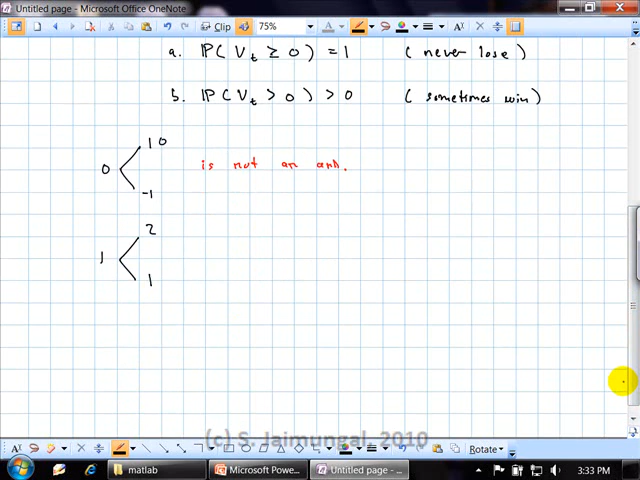 Untitled page - Microsoft Office OneNote
Clip 75%
a. ℙ( V_t ≥ 0 ) = 1 ( never lose )
b. ℙ( V_t > 0 ) > 0 ( sometimes win )
10
0 is not an arb.
-1
2
1
1
(c) S. Jaimungal, 2010
Rotate
matlab Microsoft Powe... Untitled page - ... 3:33 PM